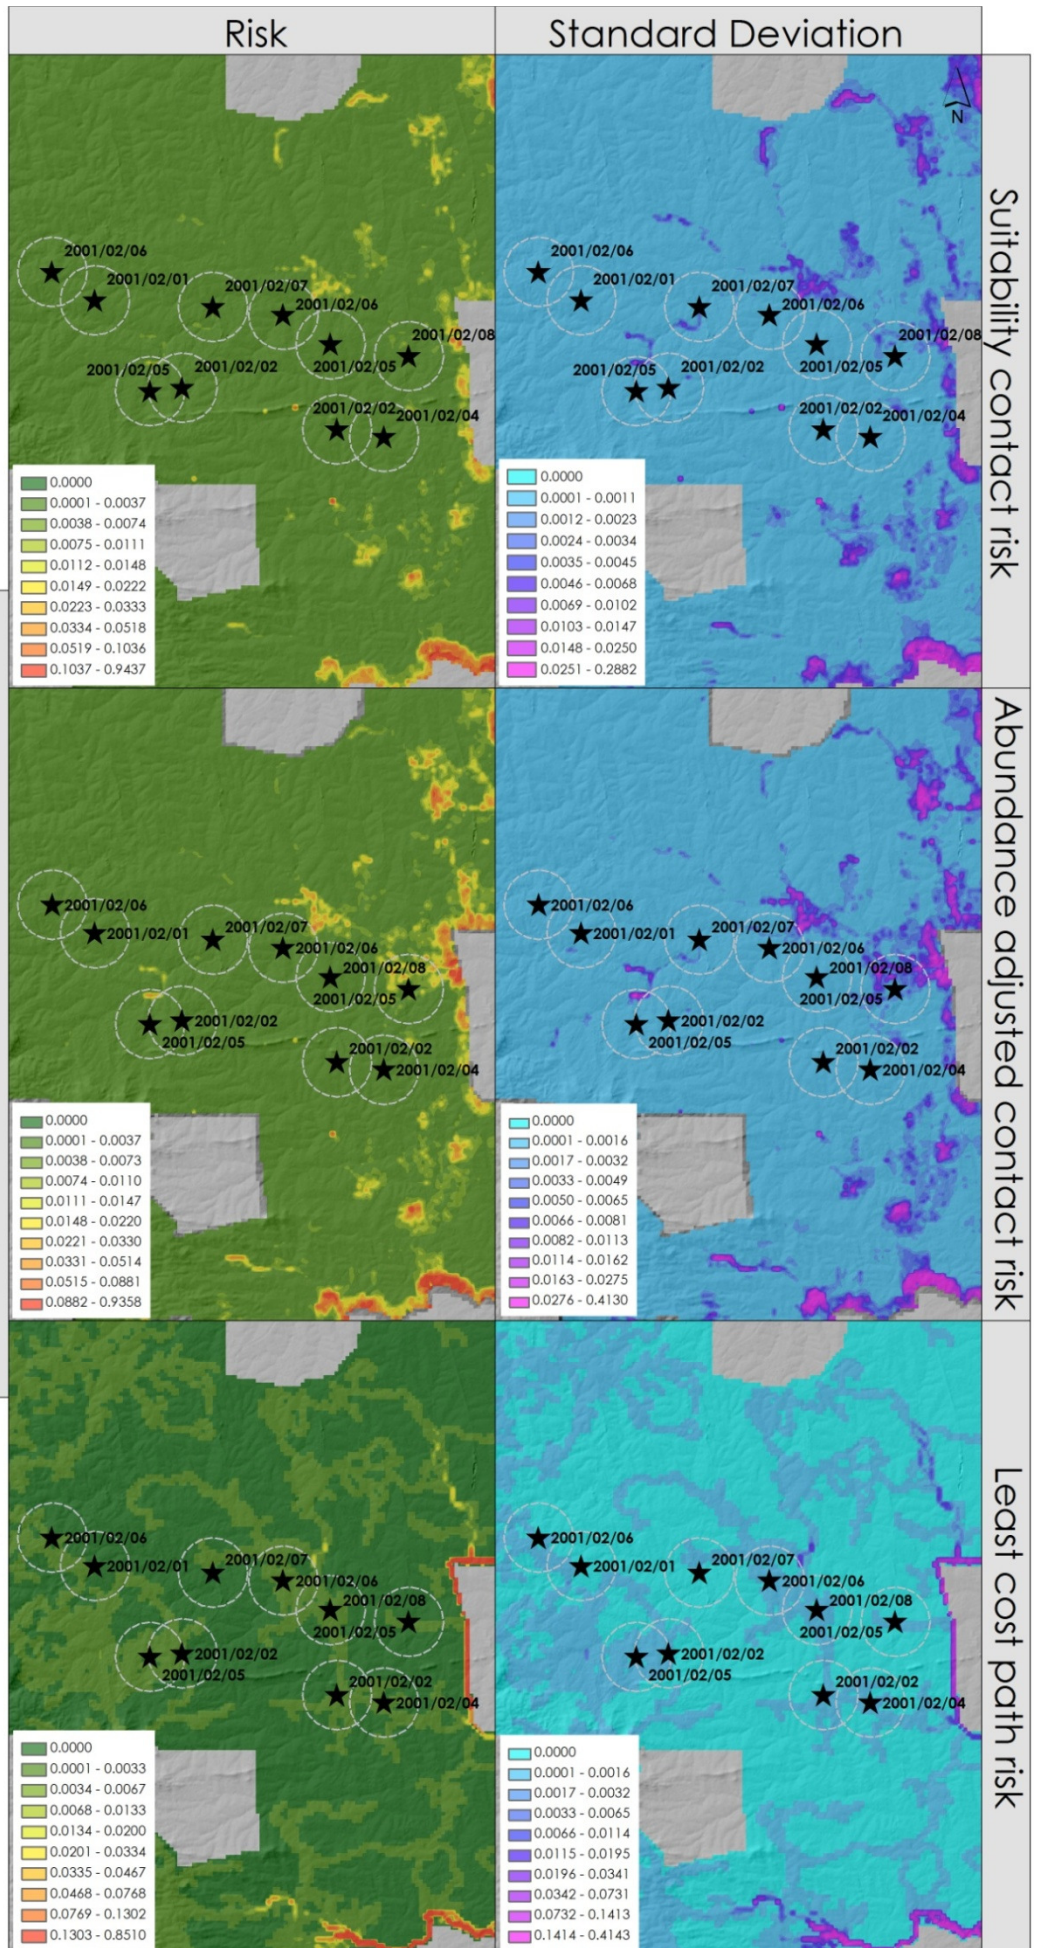 Risk
Standard Deviation
N
Suitability contact risk
2001/02/06
2001/02/01
2001/02/07
2001/02/06
2001/02/08
2001/02/05
2001/02/02
2001/02/05
2001/02/02
2001/02/04
0.0000
0.0001 - 0.0037
0.0038 - 0.0074
0.0075 - 0.0111
0.0112 - 0.0148
0.0149 - 0.0222
0.0223 - 0.0333
0.0334 - 0.0518
0.0519 - 0.1036
0.1037 - 0.9437
2001/02/06
2001/02/01
2001/02/07
2001/02/06
2001/02/08
2001/02/05
2001/02/02
2001/02/05
2001/02/02
2001/02/04
0.0000
0.0001 - 0.0011
0.0012 - 0.0023
0.0024 - 0.0034
0.0035 - 0.0045
0.0046 - 0.0068
0.0069 - 0.0102
0.0103 - 0.0147
0.0148 - 0.0250
0.0251 - 0.2882
Abundance adjusted contact risk
2001/02/06
2001/02/01
2001/02/07
2001/02/06
2001/02/08
2001/02/05
2001/02/02
2001/02/05
2001/02/02
2001/02/04
0.0000
0.0001 - 0.0037
0.0038 - 0.0073
0.0074 - 0.0110
0.0111 - 0.0147
0.0148 - 0.0220
0.0221 - 0.0330
0.0331 - 0.0514
0.0515 - 0.0881
0.0882 - 0.9358
2001/02/06
2001/02/01
2001/02/07
2001/02/06
2001/02/08
2001/02/05
2001/02/02
2001/02/05
2001/02/02
2001/02/04
0.0000
0.0001 - 0.0016
0.0017 - 0.0032
0.0033 - 0.0049
0.0050 - 0.0065
0.0066 - 0.0081
0.0082 - 0.0113
0.0114 - 0.0162
0.0163 - 0.0275
0.0276 - 0.4130
Least cost path risk
2001/02/06
2001/02/01
2001/02/07
2001/02/06
2001/02/08
2001/02/05
2001/02/02
2001/02/05
2001/02/02
2001/02/04
0.0000
0.0001 - 0.0033
0.0034 - 0.0067
0.0068 - 0.0133
0.0134 - 0.0200
0.0201 - 0.0334
0.0335 - 0.0467
0.0468 - 0.0768
0.0769 - 0.1302
0.1303 - 0.8510
2001/02/06
2001/02/01
2001/02/07
2001/02/06
2001/02/08
2001/02/05
2001/02/02
2001/02/05
2001/02/02
2001/02/04
0.0000
0.0001 - 0.0016
0.0017 - 0.0032
0.0033 - 0.0065
0.0066 - 0.0114
0.0115 - 0.0195
0.0196 - 0.0341
0.0342 - 0.0731
0.0732 - 0.1413
0.1414 - 0.4143